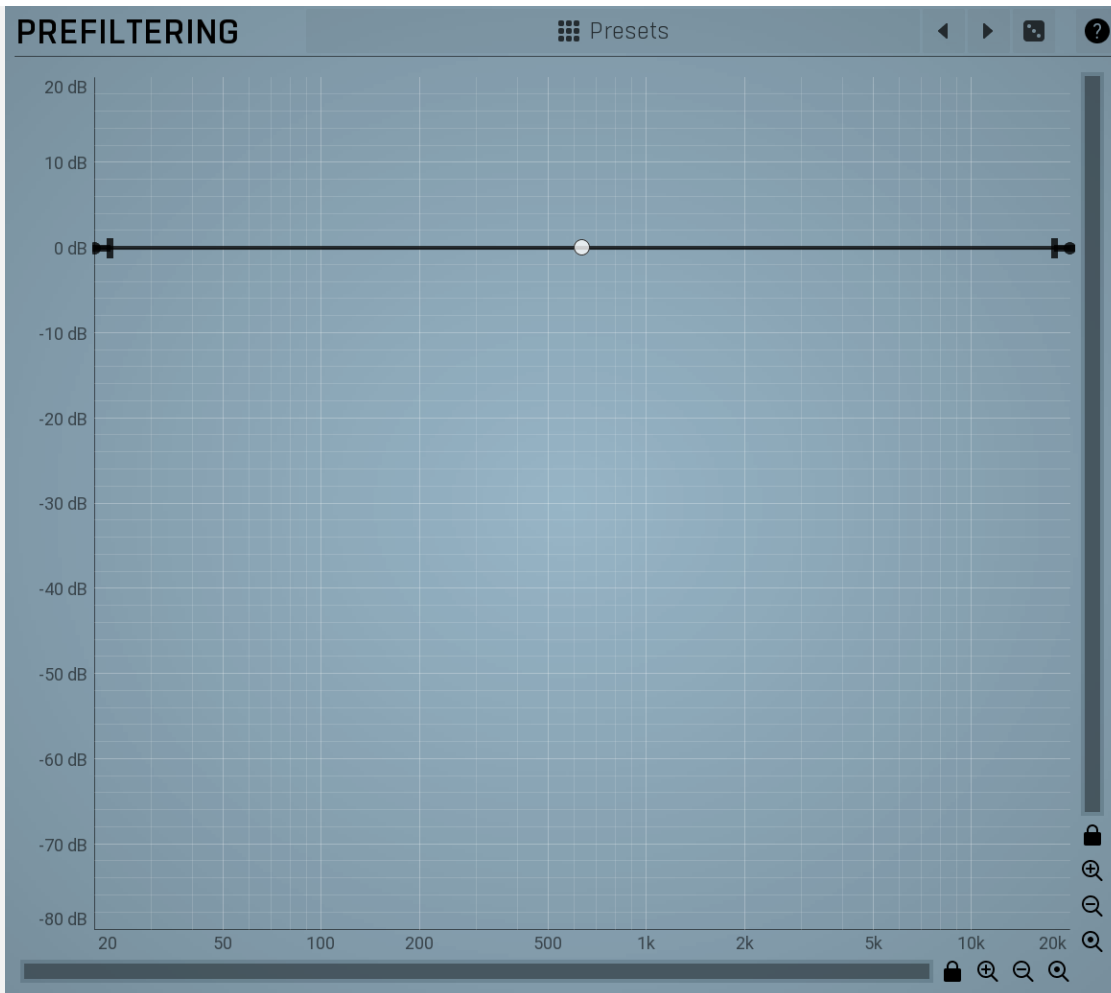 PREFILTERING Presets ?
20 dB
10 dB
0 dB
-10 dB
-20 dB
-30 dB
-40 dB
-50 dB
-60 dB
-70 dB
-80 dB
20 50 100 200 500 1k 2k 5k 10k 20k